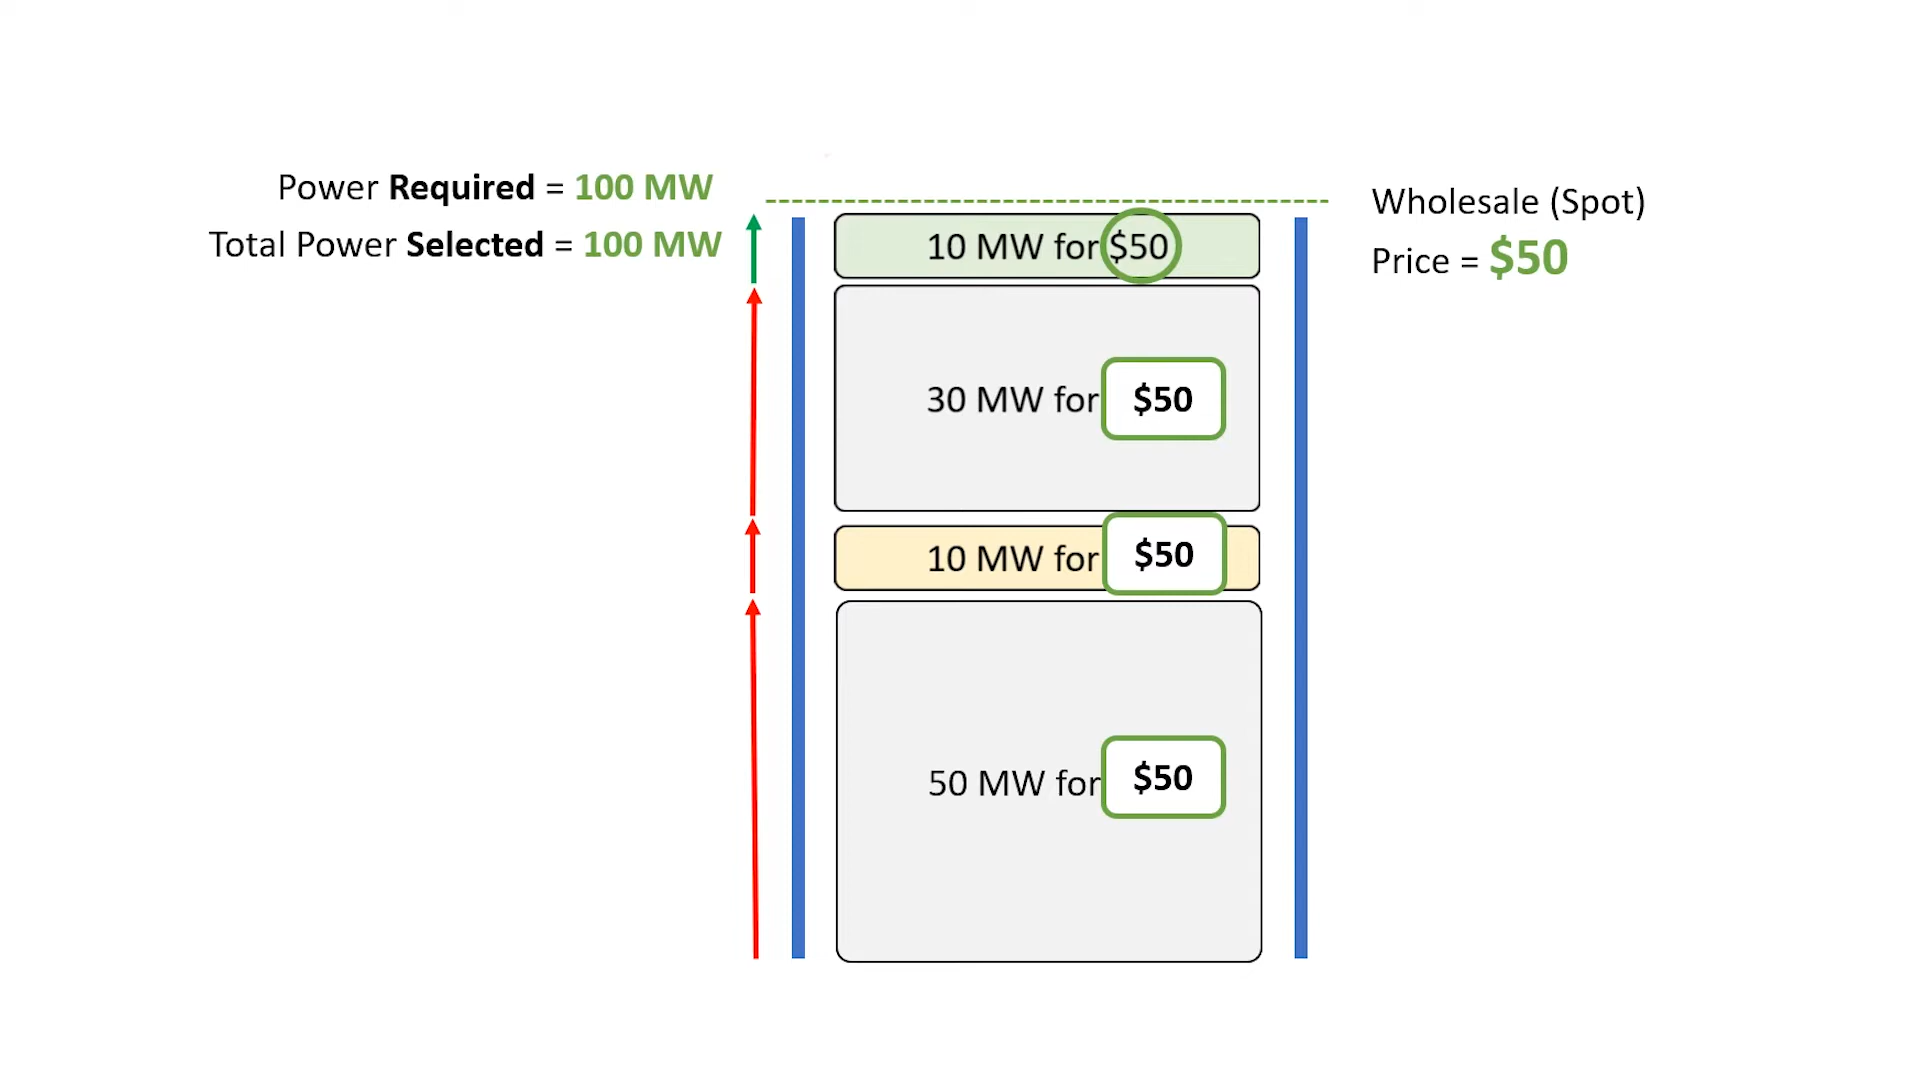 Power Required = 100 MW
Total Power Selected = 100 MW
Wholesale (Spot)
Price = $50
10 MW for $50
30 MW for $50
10 MW for $50
50 MW for $50